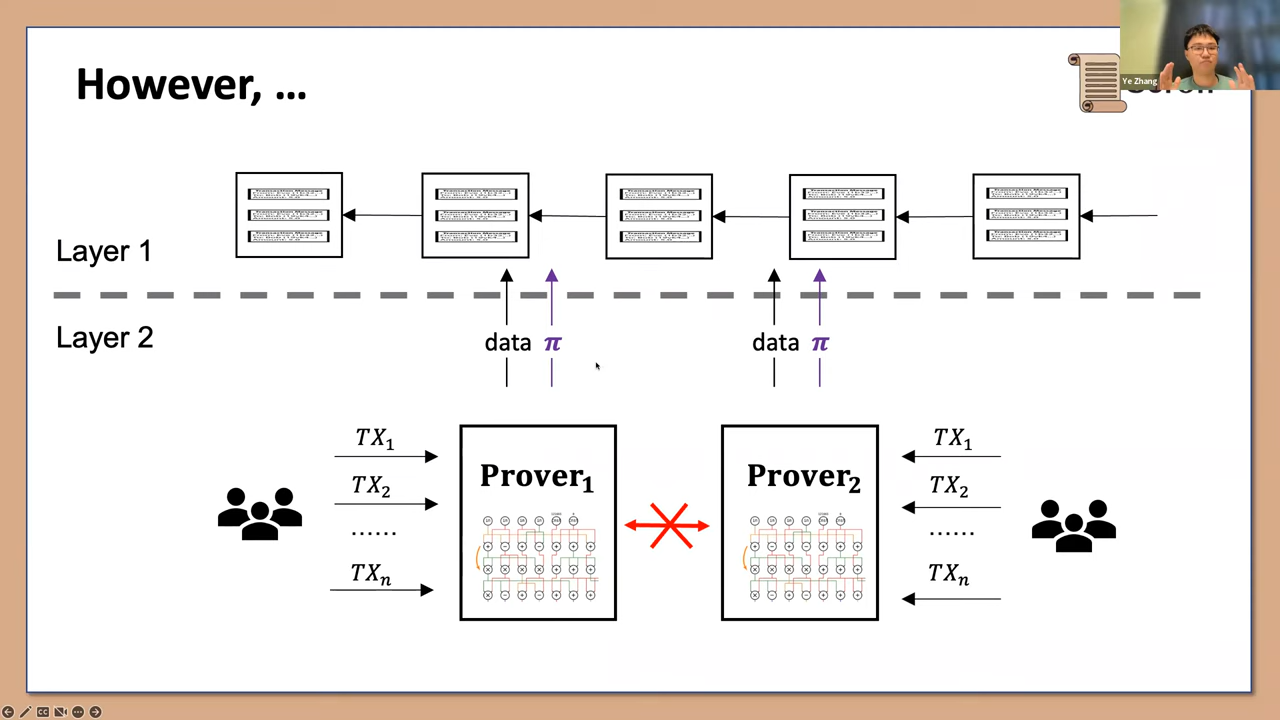 However, ...
Ye Zhang
Layer 1
Layer 2
data π
data π
TX₁
TX₂
......
TXₙ
Prover₁
Prover₂
TX₁
TX₂
......
TXₙ